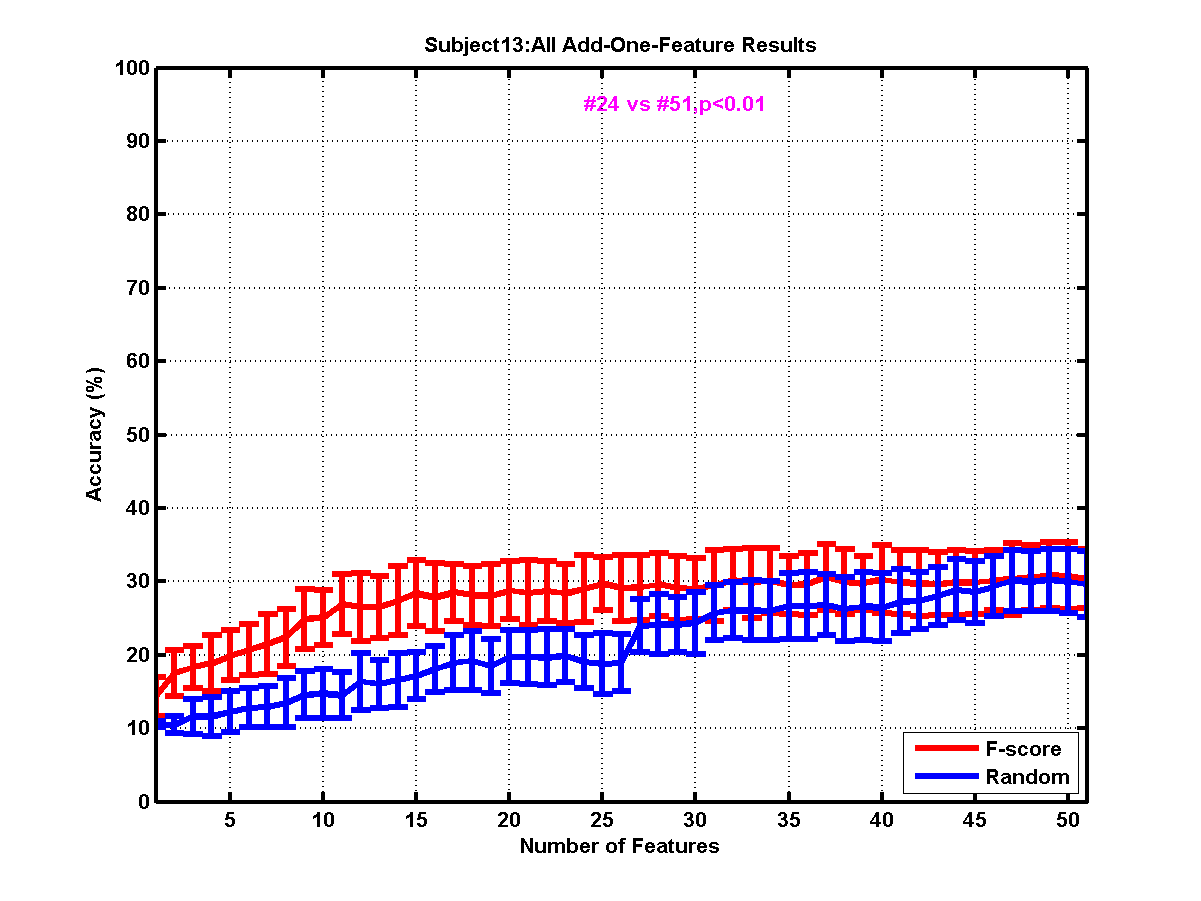 Subject13:All Add-One-Feature Results
#24 vs #51,p<0.01
100
90
80
70
60
50
40
30
20
10
0
Accuracy (%)
5 10 15 20 25 30 35 40 45 50
Number of Features
F-score
Random